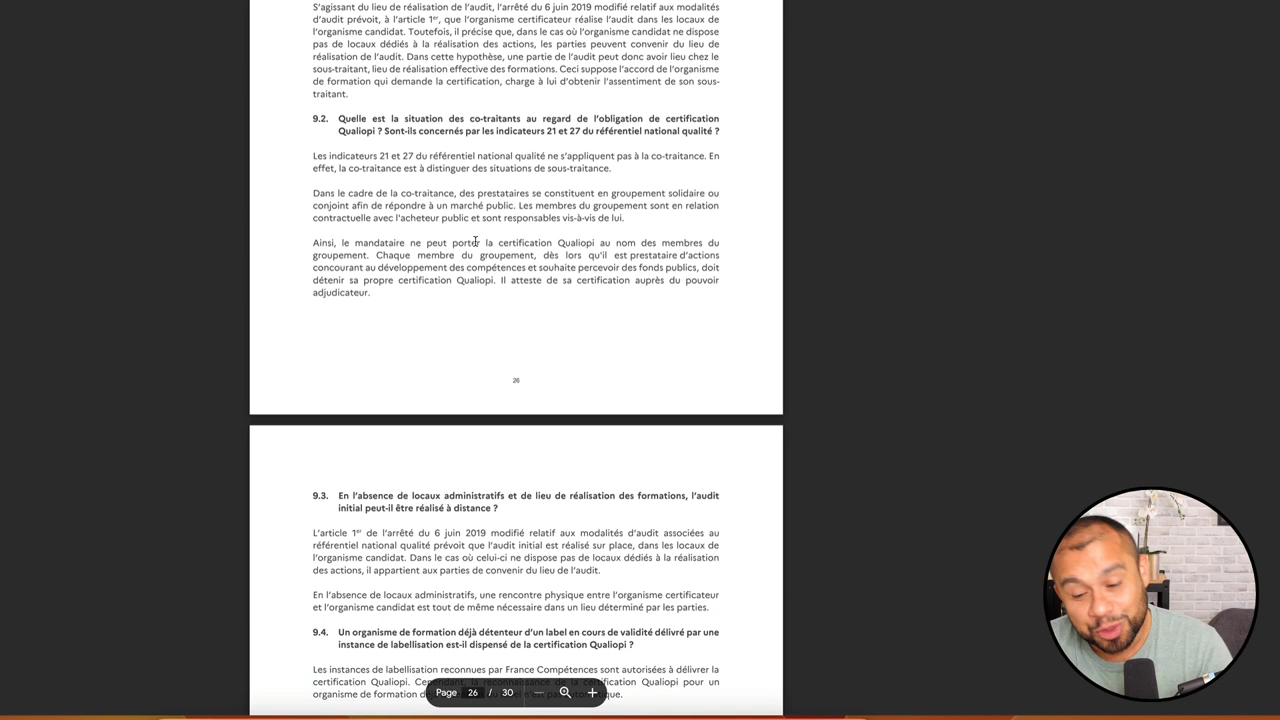 S'agissant du lieu de réalisation de l'audit, l'arrêté du 6 juin 2019 modifié relatif aux modalités
d'audit prévoit, à l'article 1er, que l'organisme certificateur réalise l'audit dans les locaux de
l'organisme candidat. Toutefois, il précise que, dans le cas où l'organisme candidat ne dispose
pas de locaux dédiés à la réalisation des actions, les parties peuvent convenir du lieu de
réalisation de l'audit. Dans cette hypothèse, une partie de l'audit peut donc avoir lieu chez le
sous-traitant, lieu de réalisation effective des formations. Ceci suppose l'accord de l'organisme
de formation qui demande la certification, charge à lui d'obtenir l'assentiment de son sous-
traitant.
9.2. Quelle est la situation des co-traitants au regard de l'obligation de certification
Qualiopi ? Sont-ils concernés par les indicateurs 21 et 27 du référentiel national qualité ?
Les indicateurs 21 et 27 du référentiel national qualité ne s'appliquent pas à la co-traitance. En
effet, la co-traitance est à distinguer des situations de sous-traitance.
Dans le cadre de la co-traitance, des prestataires se constituent en groupement solidaire ou
conjoint afin de répondre à un marché public. Les membres du groupement sont en relation
contractuelle avec l'acheteur public et sont responsables vis-à-vis de lui.
Ainsi, le mandataire ne peut porter la certification Qualiopi au nom des membres du
groupement. Chaque membre du groupement, dès lors qu'il est prestataire d'actions
concourant au développement des compétences et souhaite percevoir des fonds publics, doit
détenir sa propre certification Qualiopi. Il atteste de sa certification auprès du pouvoir
adjudicateur.
26
9.3. En l'absence de locaux administratifs et de lieu de réalisation des formations, l'audit
initial peut-il être réalisé à distance ?
L'article 1er de l'arrêté du 6 juin 2019 modifié relatif aux modalités d'audit associées au
référentiel national qualité prévoit que l'audit initial est réalisé sur place, dans les locaux de
l'organisme candidat. Dans le cas où celui-ci ne dispose pas de locaux dédiés à la réalisation
des actions, il appartient aux parties de convenir du lieu de l'audit.
En l'absence de locaux administratifs, une rencontre physique entre l'organisme certificateur
et l'organisme candidat est tout de même nécessaire dans un lieu déterminé par les parties.
9.4. Un organisme de formation déjà détenteur d'un label en cours de validité délivré par une
instance de labellisation est-il dispensé de la certification Qualiopi ?
Les instances de labellisation reconnues par France Compétences sont autorisées à délivrer la
certification Qualiopi. Cependant, la reconnaissance de la certification Qualiopi pour un
organisme de formation
Page 26 / 30